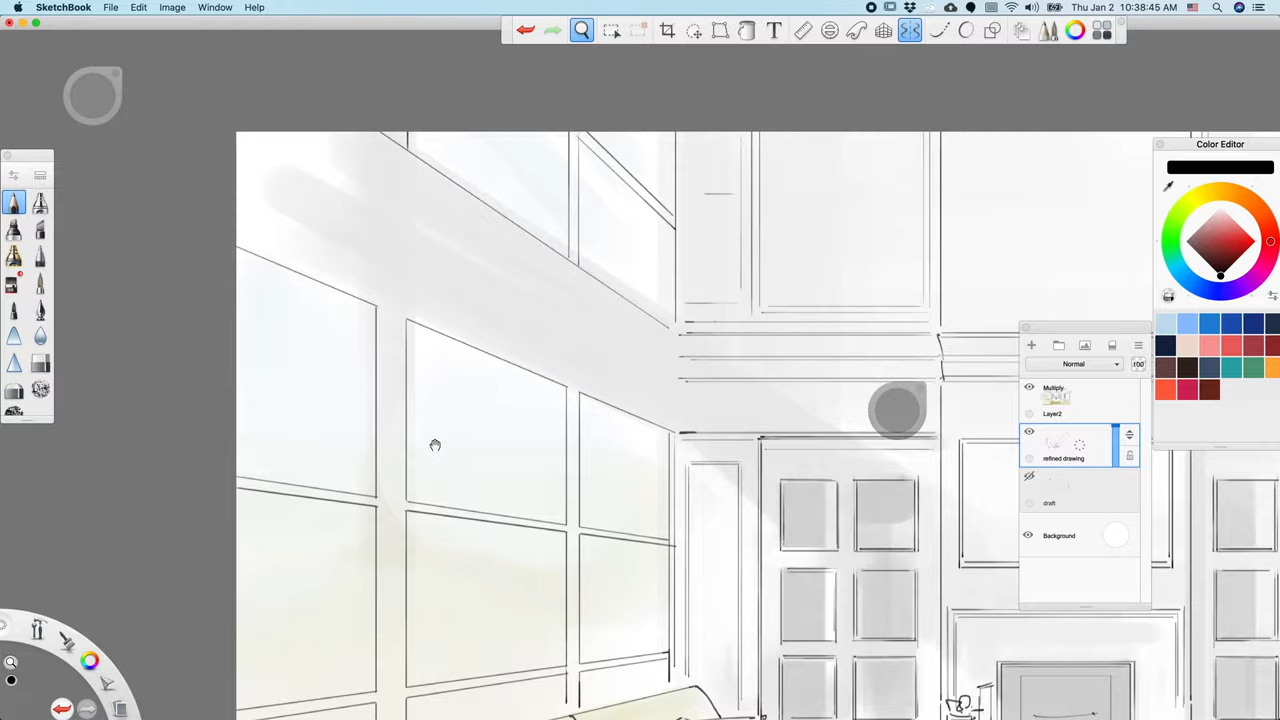 SketchBook File Edit Image Window Help
Thu Jan 2 10:38:45 AM
T
Color Editor
Normal
100
Multiply
Layer2
refined drawing
draft
Background